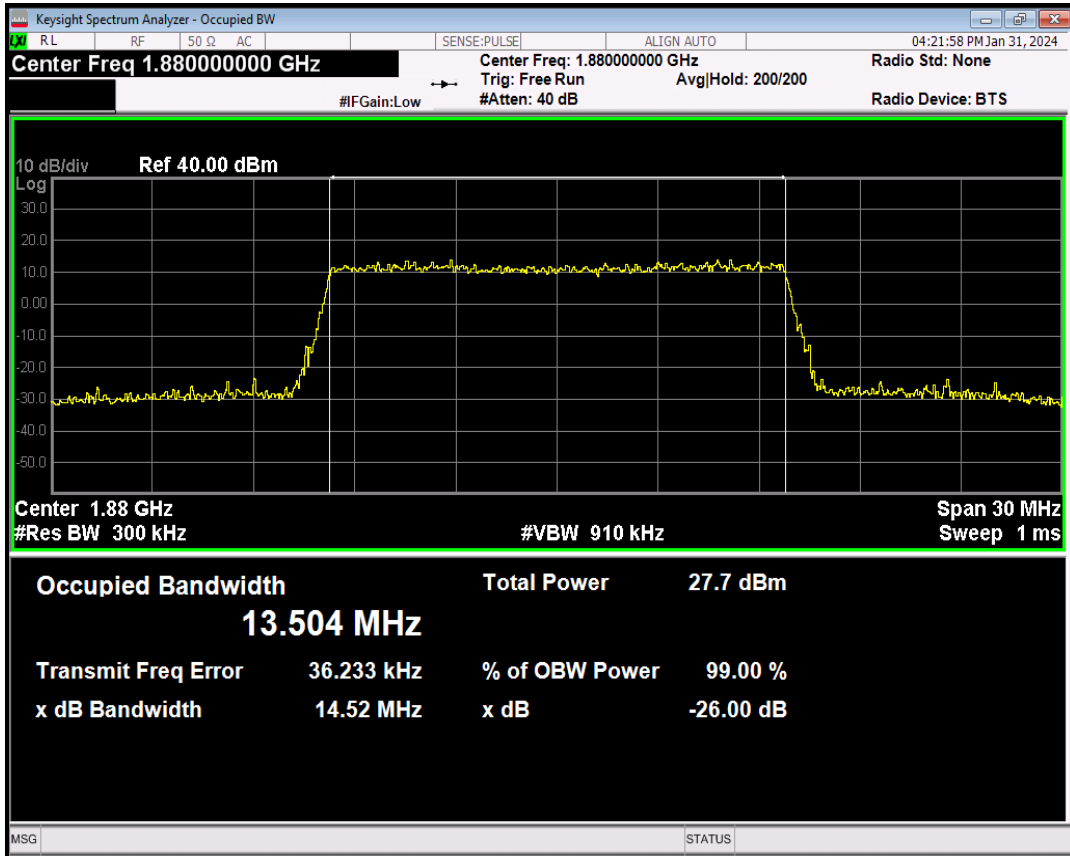 Keysight Spectrum Analyzer - Occupied BW
LXI RL RF 50 Ω AC SENSE:PULSE ALIGN AUTO 04:21:58 PM Jan 31, 2024
Center Freq 1.880000000 GHz Center Freq: 1.880000000 GHz Radio Std: None
Trig: Free Run Avg|Hold: 200/200
#IFGain:Low #Atten: 40 dB Radio Device: BTS
10 dB/div Ref 40.00 dBm
Log
30.0
20.0
10.0
0.00
-10.0
-20.0
-30.0
-40.0
-50.0
Center 1.88 GHz Span 30 MHz
#Res BW 300 kHz #VBW 910 kHz Sweep 1 ms
Occupied Bandwidth Total Power 27.7 dBm
13.504 MHz
Transmit Freq Error 36.233 kHz % of OBW Power 99.00 %
x dB Bandwidth 14.52 MHz x dB -26.00 dB
MSG STATUS